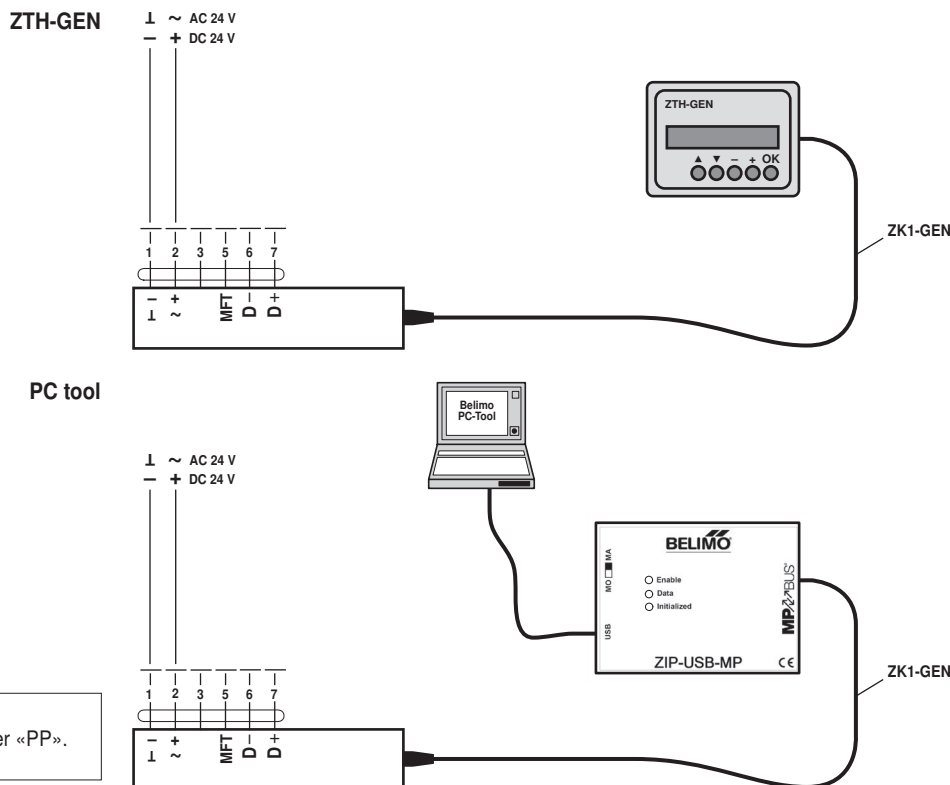 ZTH-GEN
⊥ ~ AC 24 V
– + DC 24 V
ZTH-GEN
▲ ▼ – + OK
ZK1-GEN
1 2 3 5 6 7
– + MFT D– D+
⊥ ~
PC tool
Belimo
PC-Tool
⊥ ~ AC 24 V
– + DC 24 V
BELIMO
MO MA
Enable
Data
Initialized
USB
MP BUS®
ZIP-USB-MP CE
ZK1-GEN
1 2 3 5 6 7
– + MFT D– D+
⊥ ~
er «PP».